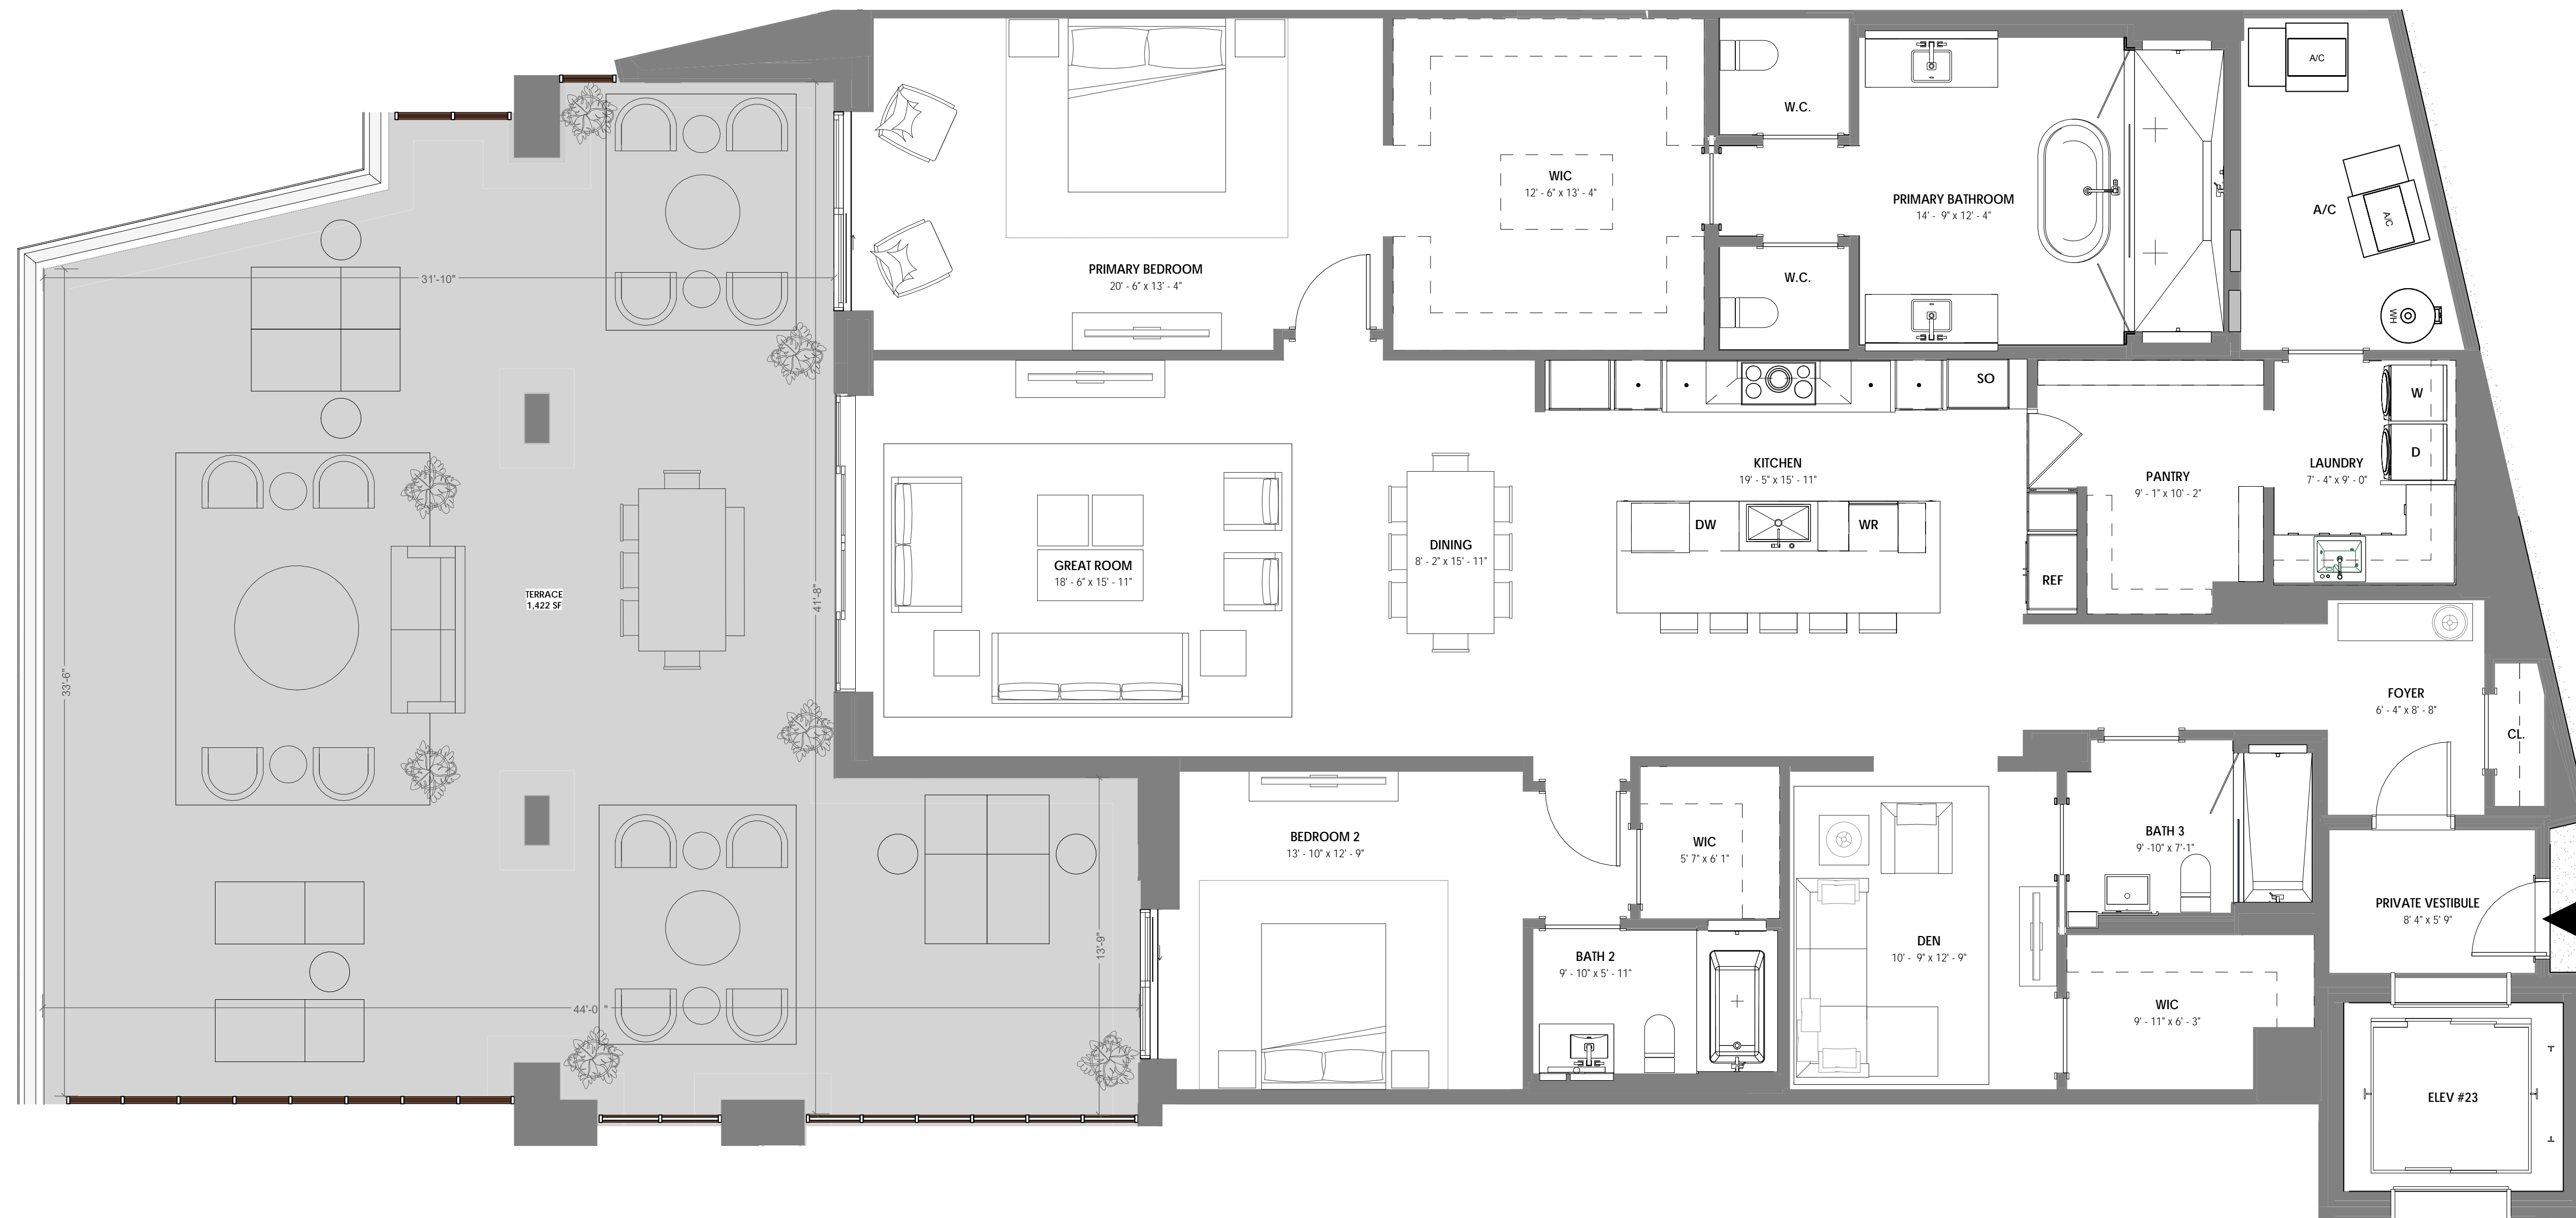 A/C
W.C.
WIC
12' - 6" x 13' - 4"
PRIMARY BATHROOM
14' - 9" x 12' - 4"
A/C
A/C
31'-10"
PRIMARY BEDROOM
20' - 6" x 13' - 4"
W.C.
WH
SO
W
D
KITCHEN
19' - 5" x 15' - 11"
PANTRY
9' - 1" x 10' - 2"
LAUNDRY
7' - 4" x 9' - 0"
DW
WR
DINING
8' - 2" x 15' - 11"
GREAT ROOM
18' - 6" x 15' - 11"
REF
TERRACE
1,422 SF
41'-8"
33'-6"
FOYER
6' - 4" x 8' - 8"
CL.
BEDROOM 2
13' - 10" x 12' - 9"
WIC
5' 7" x 6' 1"
BATH 3
9' -10" x 7'-1"
PRIVATE VESTIBULE
8' 4" x 5' 9"
13'-9"
DEN
10' - 9" x 12' - 9"
BATH 2
9' - 10" x 5' - 11"
44'-0 "
WIC
9' - 11" x 6' - 3"
ELEV #23